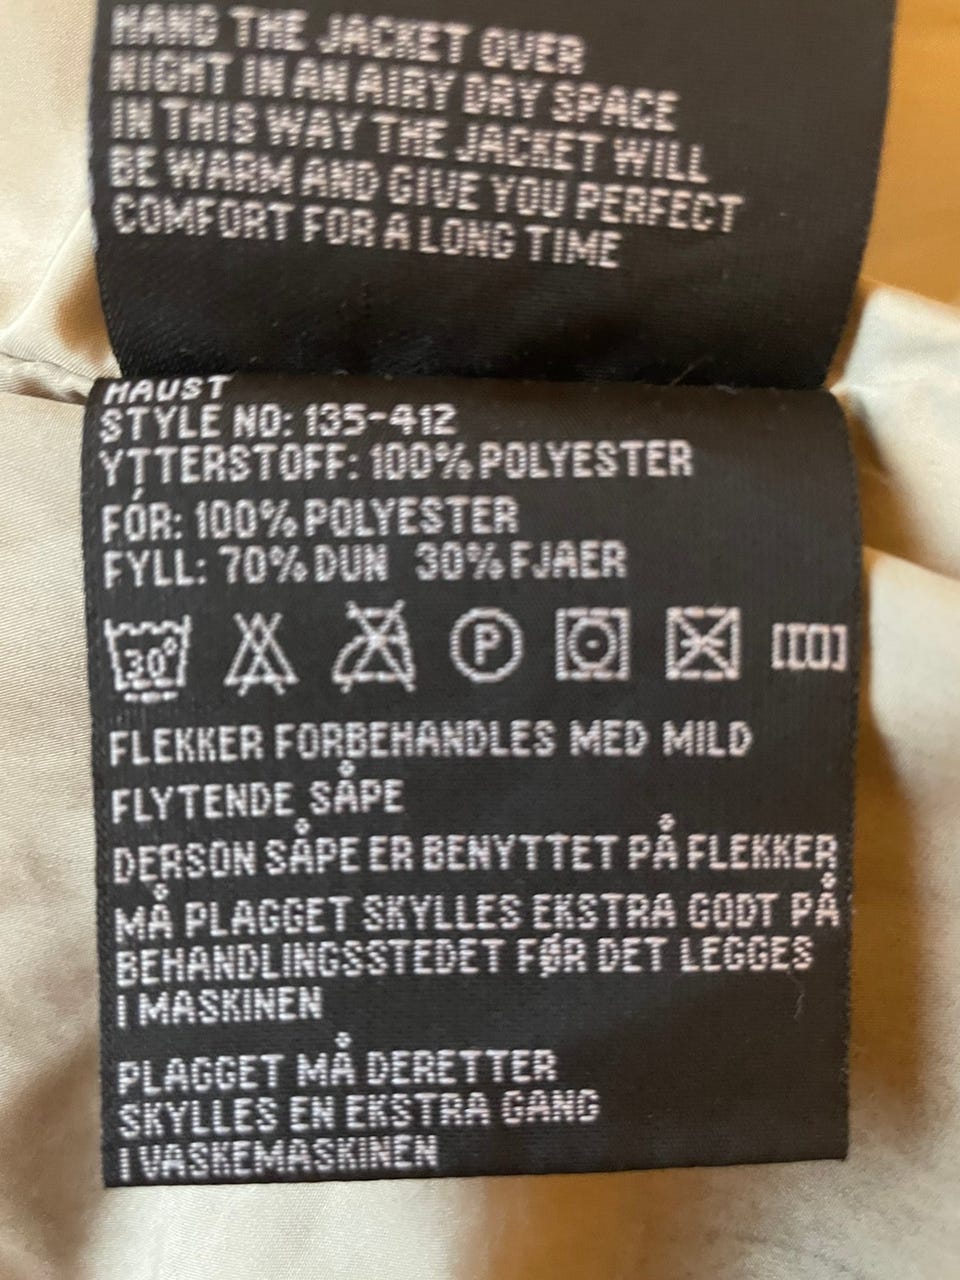 HANG THE JACKET OVER
NIGHT IN AN AIRY DRY SPACE
IN THIS WAY THE JACKET WILL
BE WARM AND GIVE YOU PERFECT
COMFORT FOR A LONG TIME
HAUST
STYLE NO: 135-412
YTTERSTOFF: 100% POLYESTER
FÓR: 100% POLYESTER
FYLL: 70% DUN 30% FJAER
30° P
FLEKKER FORBEHANDLES MED MILD
FLYTENDE SÅPE
DERSON SÅPE ER BENYTTET PÅ FLEKKER
MÅ PLAGGET SKYLLES EKSTRA GODT PÅ
BEHANDLINGSSTEDET FØR DET LEGGES
I MASKINEN
PLAGGET MÅ DERETTER
SKYLLES EN EKSTRA GANG
I VASKEMASKINEN